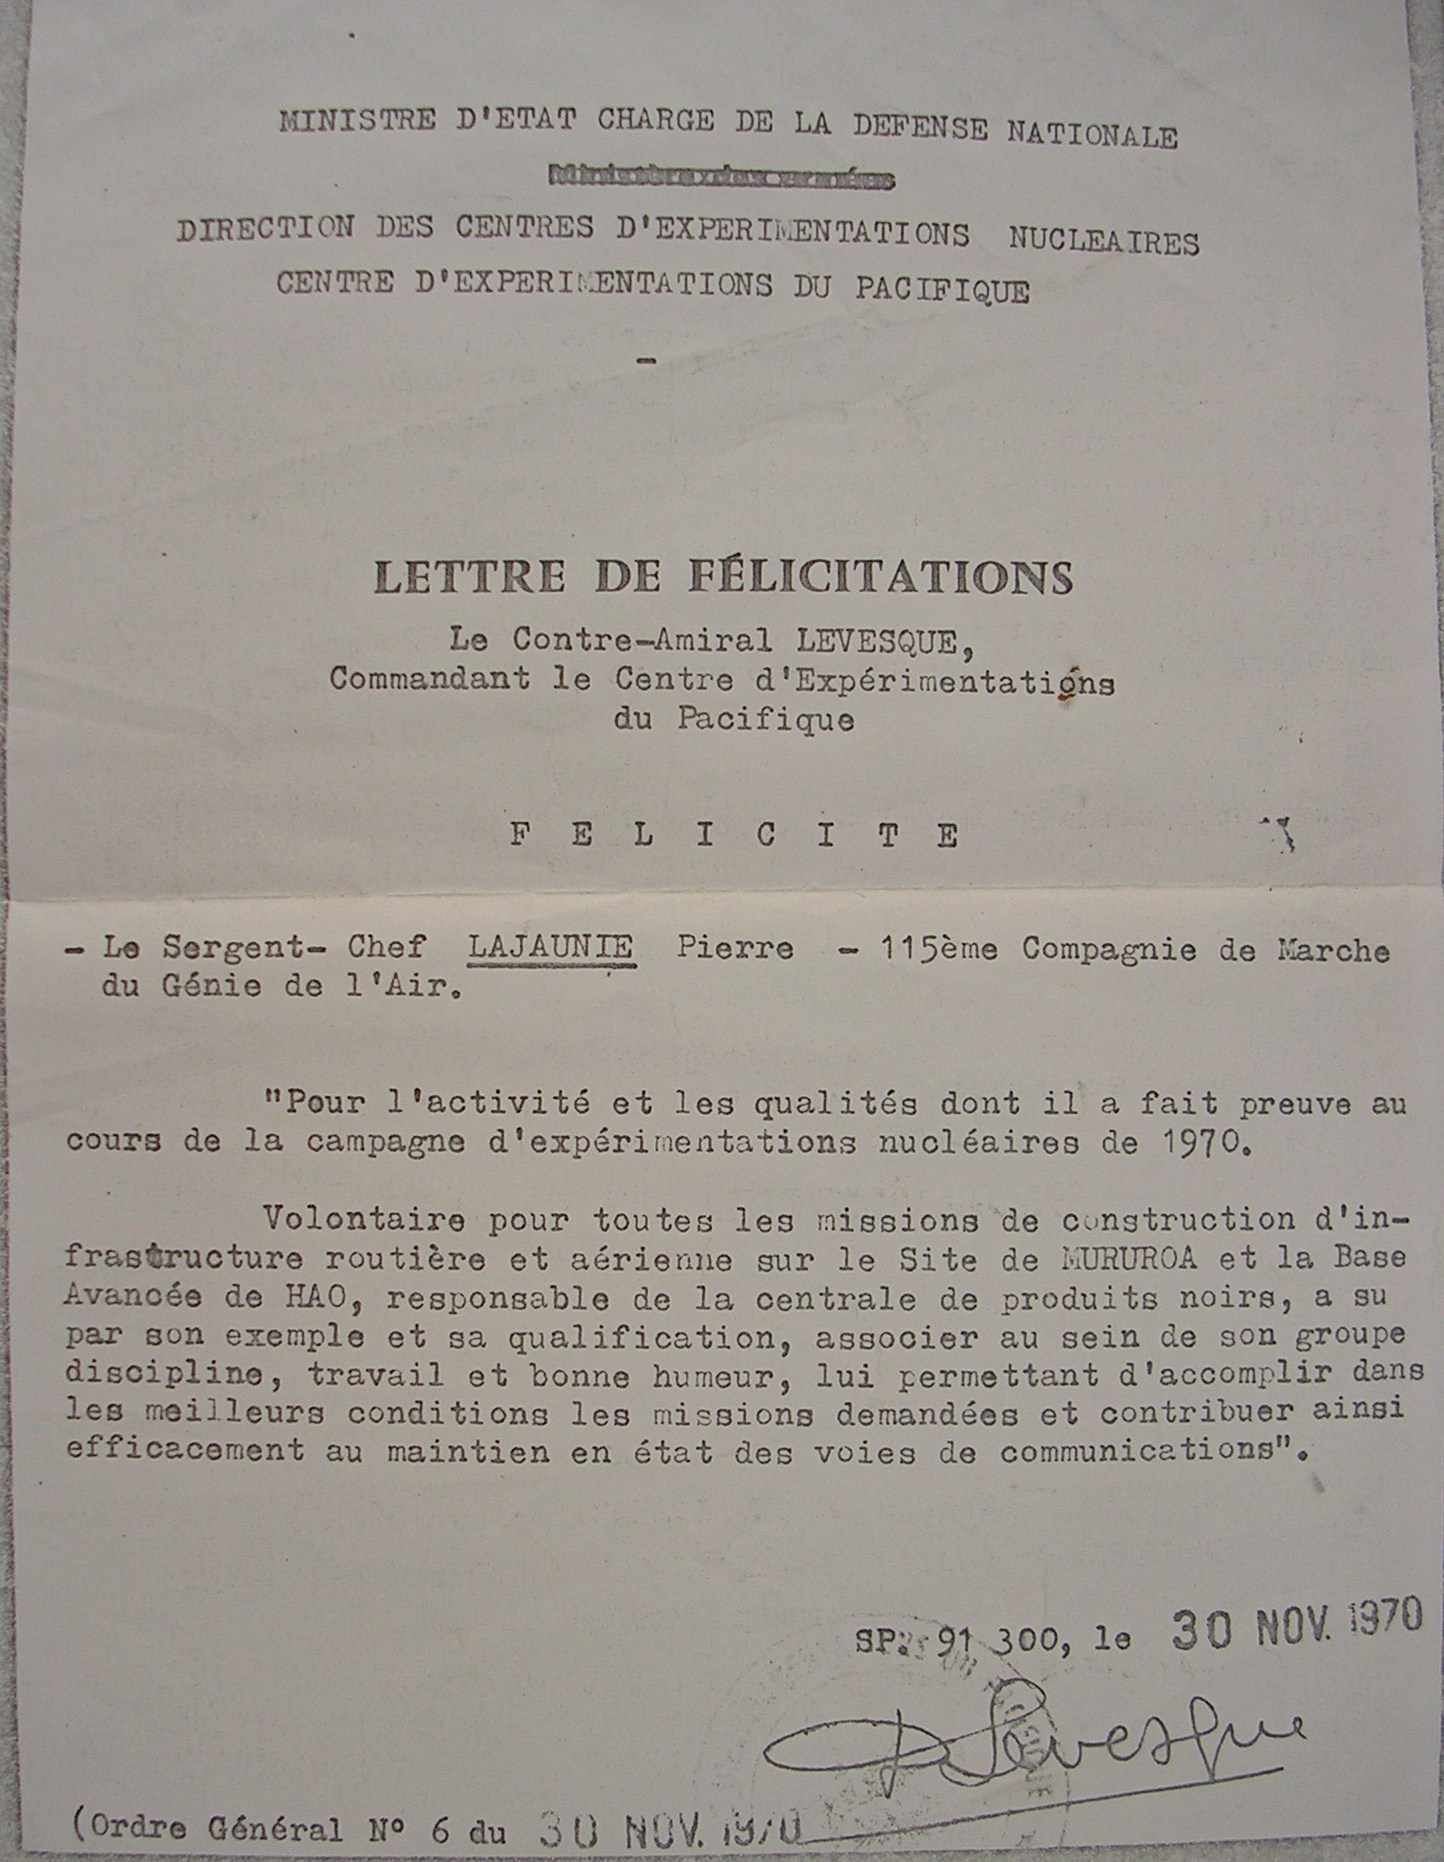 MINISTRE D'ETAT CHARGE DE LA DEFENSE NATIONALE
Ministère des armées
DIRECTION DES CENTRES D'EXPERIMENTATIONS NUCLEAIRES
CENTRE D'EXPERIMENTATIONS DU PACIFIQUE
-
LETTRE DE FÉLICITATIONS
Le Contre-Amiral LEVESQUE,
Commandant le Centre d'Expérimentations
du Pacifique
F E L I C I T E
- Le Sergent- Chef LAJAUNIE Pierre - 115ème Compagnie de Marche
du Génie de l'Air.
"Pour l'activité et les qualités dont il a fait preuve au
cours de la campagne d'expérimentations nucléaires de 1970.
Volontaire pour toutes les missions de construction d'in-
frastructure routière et aérienne sur le Site de MURUROA et la Base
Avancée de HAO, responsable de la centrale de produits noirs, a su
par son exemple et sa qualification, associer au sein de son groupe
discipline, travail et bonne humeur, lui permettant d'accomplir dans
les meilleurs conditions les missions demandées et contribuer ainsi
efficacement au maintien en état des voies de communications".
SP. 91 300, le 30 NOV. 1970
Levesque
(Ordre Général N° 6 du 30 NOV. 1970